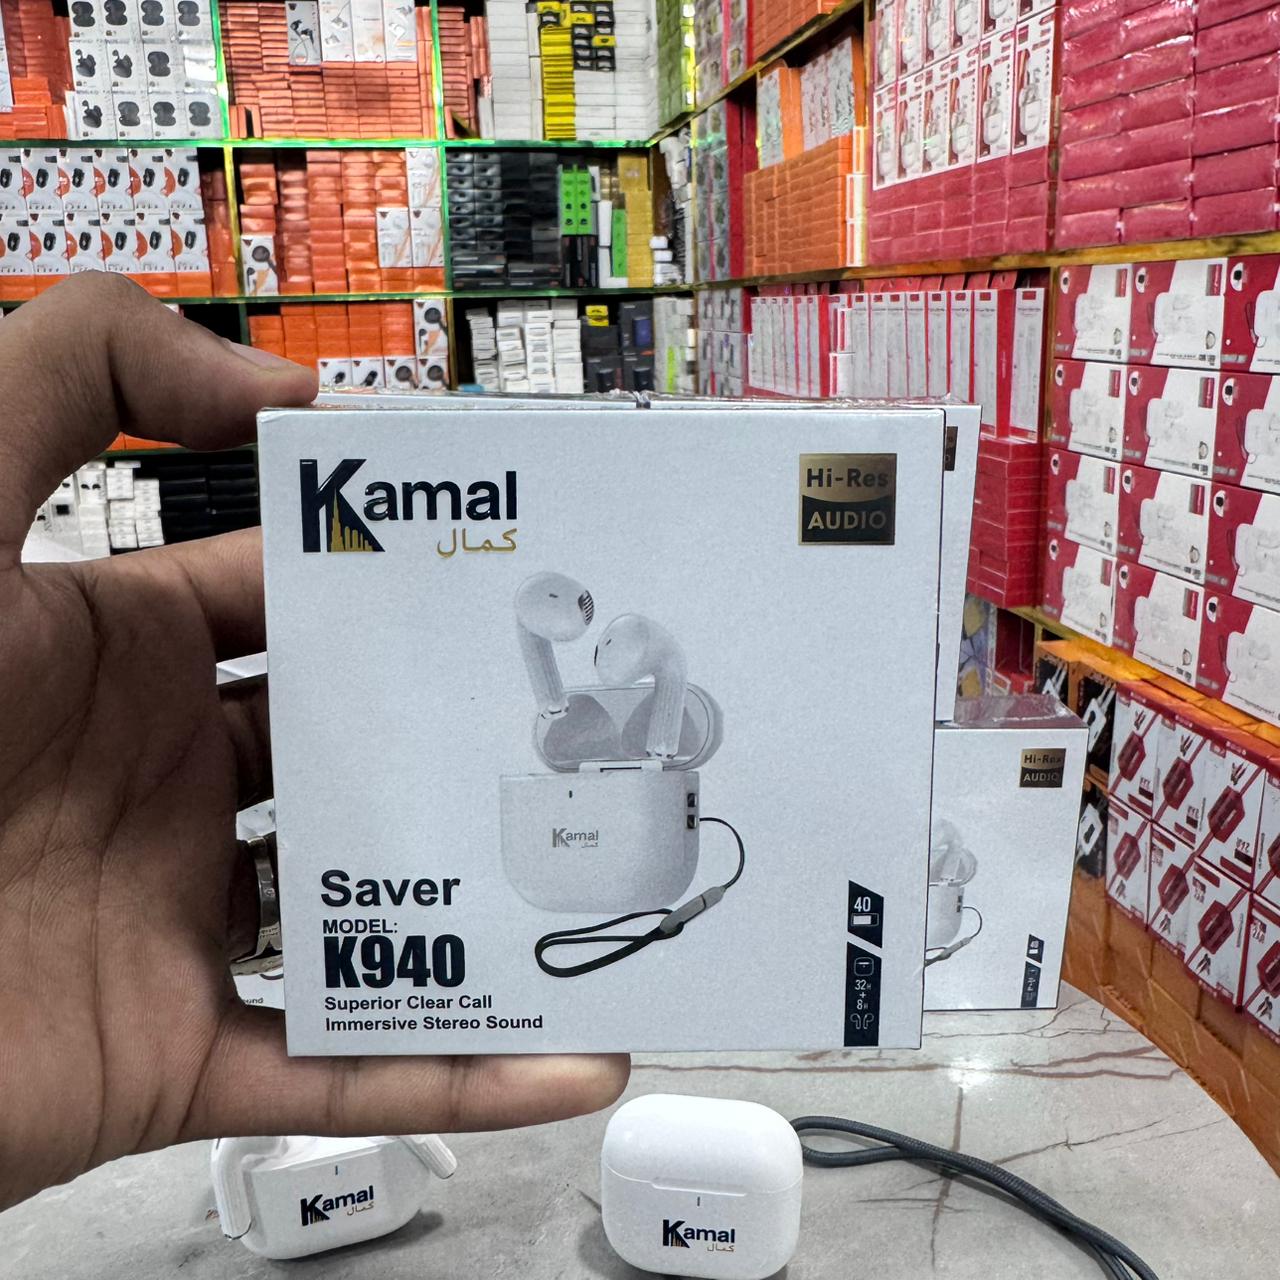 Kamal
كمال
Hi-Res
AUDIO
Kamal
كمال
Saver
MODEL:
K940
Superior Clear Call
Immersive Stereo Sound
40
32H
+
8H
Hi-Res
AUDIO
ound
Kamal
كمال
Kamal
كمال